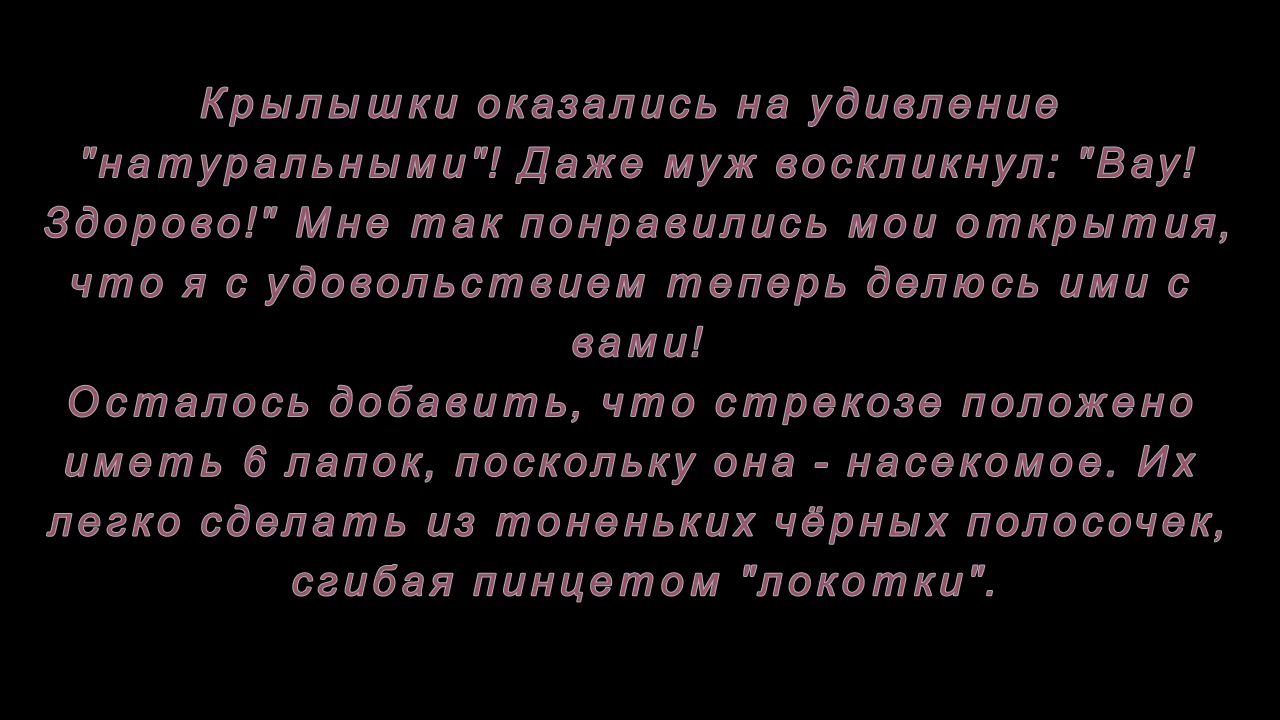 Крылышки оказались на удивление
"натуральными"! Даже муж воскликнул: "Вау!
Здорово!" Мне так понравились мои открытия,
что я с удовольствием теперь делюсь ими с
вами!
Осталось добавить, что стрекозе положено
иметь 6 лапок, поскольку она - насекомое. Их
легко сделать из тоненьких чёрных полосочек,
сгибая пинцетом "локотки".